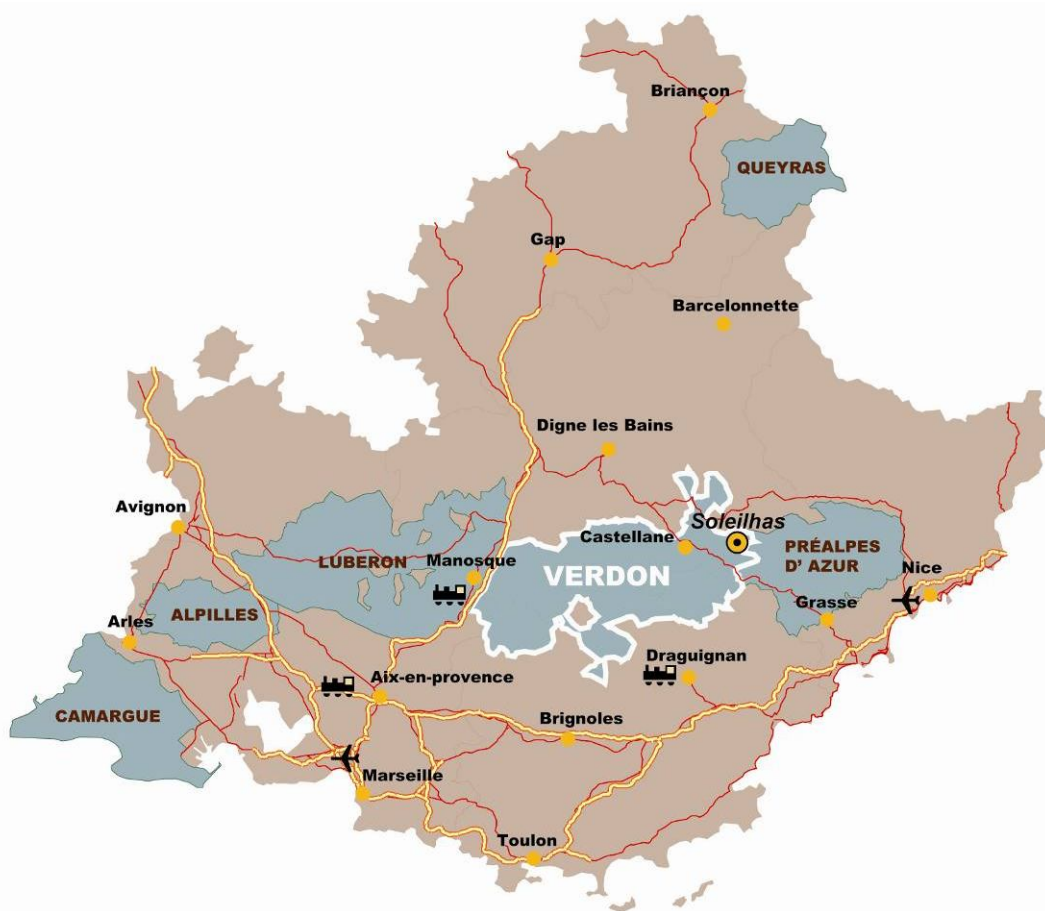 Briançon
QUEYRAS
Gap
Barcelonnette
Digne les Bains
Avignon
Soleilhas
Castellane
PRÉALPES
D' AZUR
LUBERON
Manosque
VERDON
Nice
ALPILLES
Arles
Grasse
Draguignan
Aix-en-provence
CAMARGUE
Brignoles
Marseille
Toulon